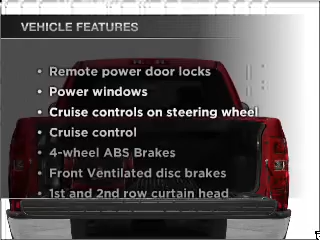 VEHICLE FEATURES
• Remote power door locks
• Power windows
• Cruise controls on steering wheel
• Cruise control
• 4-wheel ABS Brakes
• Front Ventilated disc brakes
• 1st and 2nd row curtain head